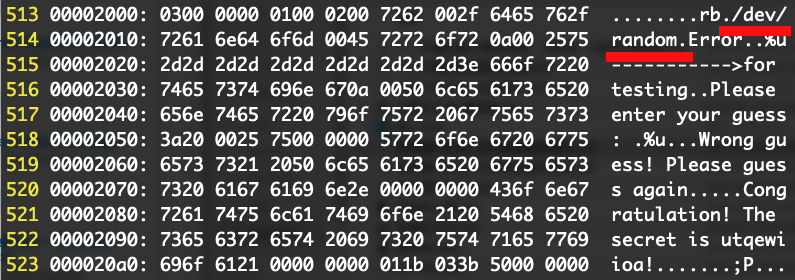 513 00002000: 0300 0000 0100 0200 7262 002f 6465 762f ........rb./dev/
514 00002010: 7261 6e64 6f6d 0045 7272 6f72 0a00 2575 random.Error..%u
515 00002020: 2d2d 2d2d 2d2d 2d2d 2d2d 2d3e 666f 7220 ----------->for
516 00002030: 7465 7374 696e 670a 0050 6c65 6173 6520 testing..Please
517 00002040: 656e 7465 7220 796f 7572 2067 7565 7373 enter your guess
518 00002050: 3a20 0025 7500 0000 5772 6f6e 6720 6775 : .%u...Wrong gu
519 00002060: 6573 7321 2050 6c65 6173 6520 6775 6573 ess! Please gues
520 00002070: 7320 6167 6169 6e2e 0000 0000 436f 6e67 s again.....Cong
521 00002080: 7261 7475 6c61 7469 6f6e 2120 5468 6520 ratulation! The
522 00002090: 7365 6372 6574 2069 7320 7574 7165 7769 secret is utqewi
523 000020a0: 696f 6121 0000 0000 011b 033b 5000 0000 ioa!.......;P...